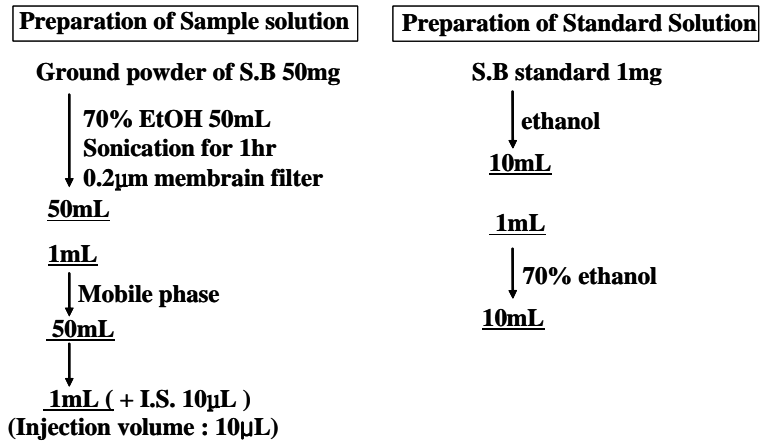 Preparation of Sample solution
Ground powder of S.B 50mg
70% EtOH 50mL
Sonication for 1hr
0.2μm membrain filter
50mL
1mL
Mobile phase
50mL
1mL ( + I.S. 10μL )
(Injection volume : 10μL)
Preparation of Standard Solution
S.B standard 1mg
ethanol
10mL
1mL
70% ethanol
10mL